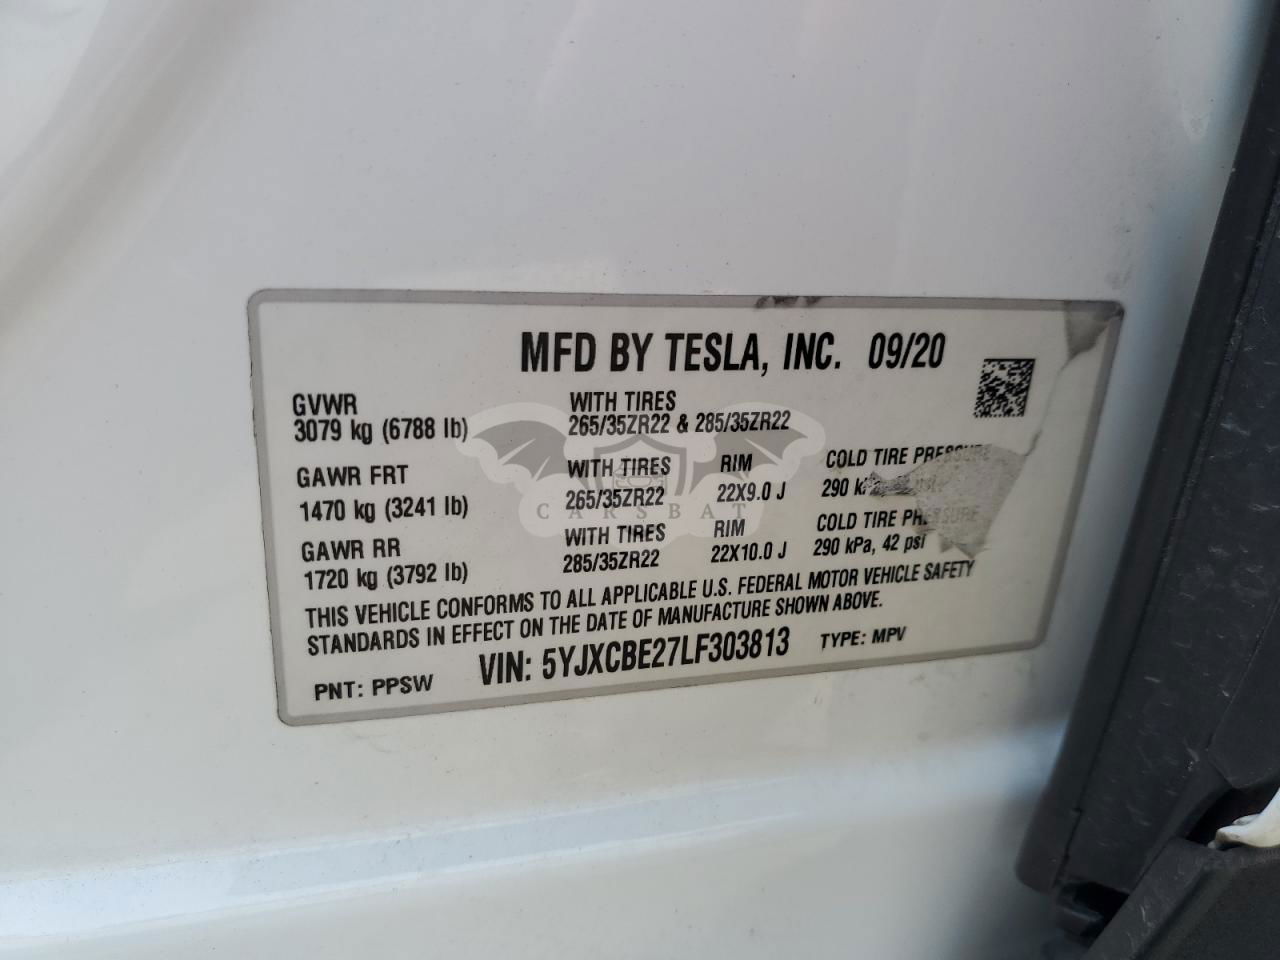 MFD BY TESLA, INC. 09/20
GVWR WITH TIRES
3079 kg (6788 lb) 265/35ZR22 & 285/35ZR22
GAWR FRT WITH TIRES RIM COLD TIRE PRESSURE
1470 kg (3241 lb) 265/35ZR22 22X9.0 J 290
GAWR RR WITH TIRES RIM COLD TIRE PRESSURE
1720 kg (3792 lb) 285/35ZR22 22X10.0 J 290 kPa, 42 psi
THIS VEHICLE CONFORMS TO ALL APPLICABLE U.S. FEDERAL MOTOR VEHICLE SAFETY
STANDARDS IN EFFECT ON THE DATE OF MANUFACTURE SHOWN ABOVE.
PNT: PPSW VIN: 5YJXCBE27LF303813 TYPE: MPV
CARSBAT